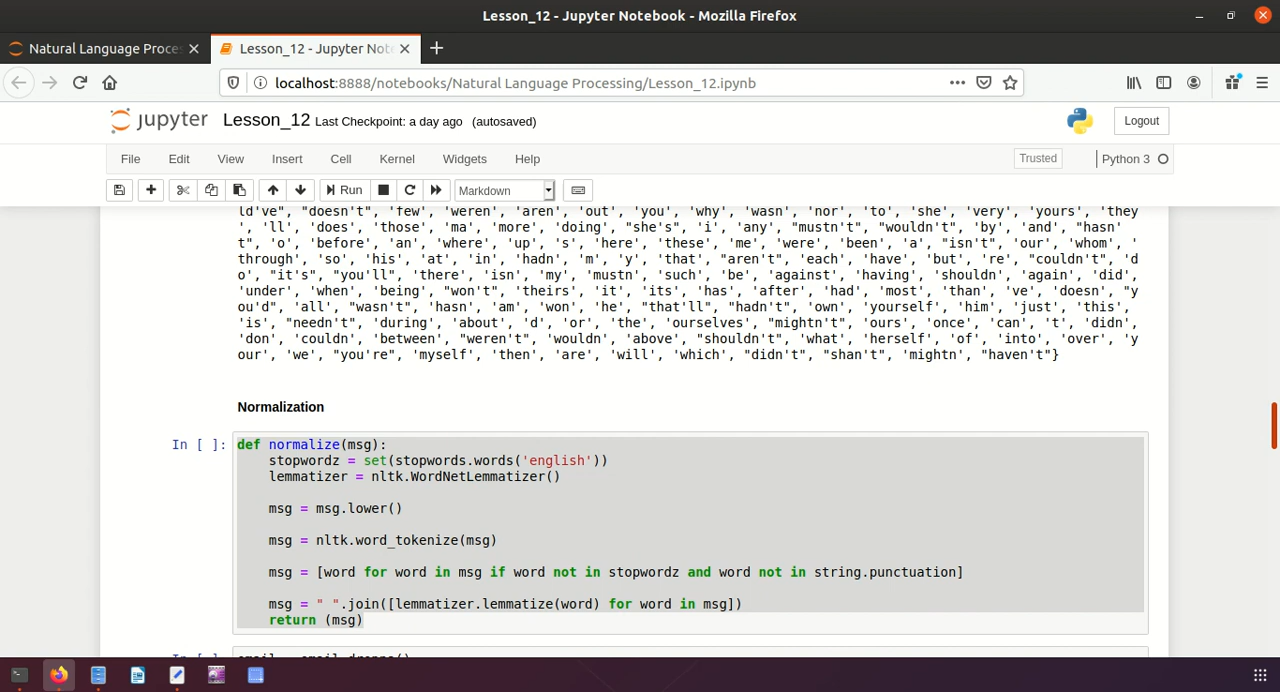 Lesson_12 - Jupyter Notebook - Mozilla Firefox
Natural Language Proces
Lesson_12 - Jupyter Note
localhost:8888/notebooks/Natural Language Processing/Lesson_12.ipynb
jupyter Lesson_12 Last Checkpoint: a day ago (autosaved)
Logout
File Edit View Insert Cell Kernel Widgets Help
Trusted
Python 3
Run
Markdown
ld've", "doesn't", 'few', 'weren', 'aren', 'out', 'you', 'why', 'wasn', 'nor', 'to', 'she', 'very', 'yours', 'they
', 'll', 'does', 'those', 'ma', 'more', 'doing', "she's", 'i', 'any', "mustn't", "wouldn't", 'by', 'and', "hasn'
t", 'o', 'before', 'an', 'where', 'up', 's', 'here', 'these', 'me', 'were', 'been', 'a', "isn't", 'our', 'whom', '
through', 'so', 'his', 'at', 'in', 'hadn', 'm', 'y', 'that', "aren't", 'each', 'have', 'but', 're', "couldn't", 'd
o', "it's", "you'll", 'there', 'isn', 'my', 'mustn', 'such', 'be', 'against', 'having', 'shouldn', 'again', 'did',
'under', 'when', 'being', "won't", 'theirs', 'it', 'its', 'has', 'after', 'had', 'most', 'than', 've', 'doesn', "y
ou'd", 'all', "wasn't", 'hasn', 'am', 'won', 'he', "that'll", "hadn't", 'own', 'yourself', 'him', 'just', 'this',
'is', "needn't", 'during', 'about', 'd', 'or', 'the', 'ourselves', "mightn't", 'ours', 'once', 'can', 't', 'didn',
'don', 'couldn', 'between', "weren't", 'wouldn', 'above', "shouldn't", 'what', 'herself', 'of', 'into', 'over', 'y
our', 'we', "you're", 'myself', 'then', 'are', 'will', 'which', "didn't", "shan't", 'mightn', "haven't"}
Normalization
In [ ]:
def normalize(msg):
    stopwordz = set(stopwords.words('english'))
    lemmatizer = nltk.WordNetLemmatizer()
    msg = msg.lower()
    msg = nltk.word_tokenize(msg)
    msg = [word for word in msg if word not in stopwordz and word not in string.punctuation]
    msg = " ".join([lemmatizer.lemmatize(word) for word in msg])
    return (msg)